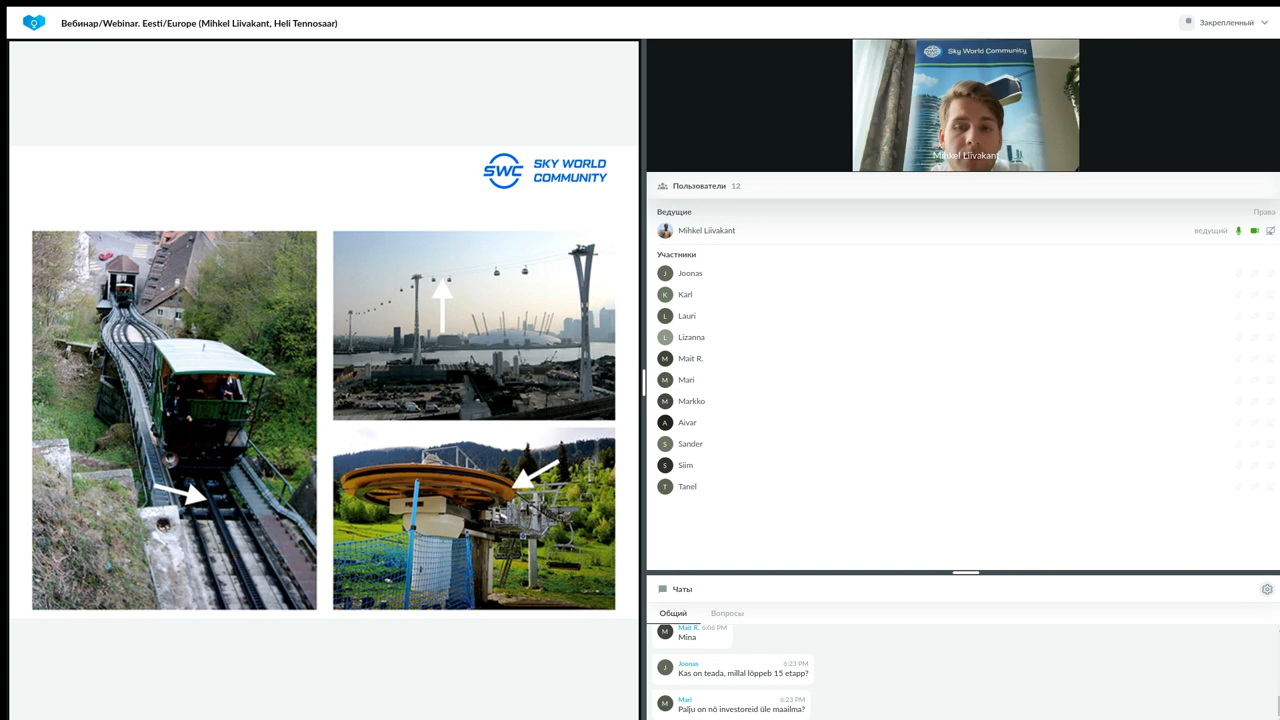 Вебинар/Webinar. Eesti/Europe (Mihkel Liivakant, Heli Tennosaar)
Закрепленный
SWC SKY WORLD
COMMUNITY
Sky World Community
Mihkel Liivakant
Пользователи 12
Ведущие Права
Mihkel Liivakant ведущий
Участники
J Joonas
K Karl
L Lauri
L Lizanna
M Mait R.
M Mari
M Markko
A Aivar
S Sander
S Siim
T Tanel
Чаты
Общий Вопросы
M Mait R. 6:06 PM
Mina
J Joonas 6:23 PM
Kas on teada, millal lõppeb 15 etapp?
M Mari 6:23 PM
Palju on nö investoreid üle maailma?